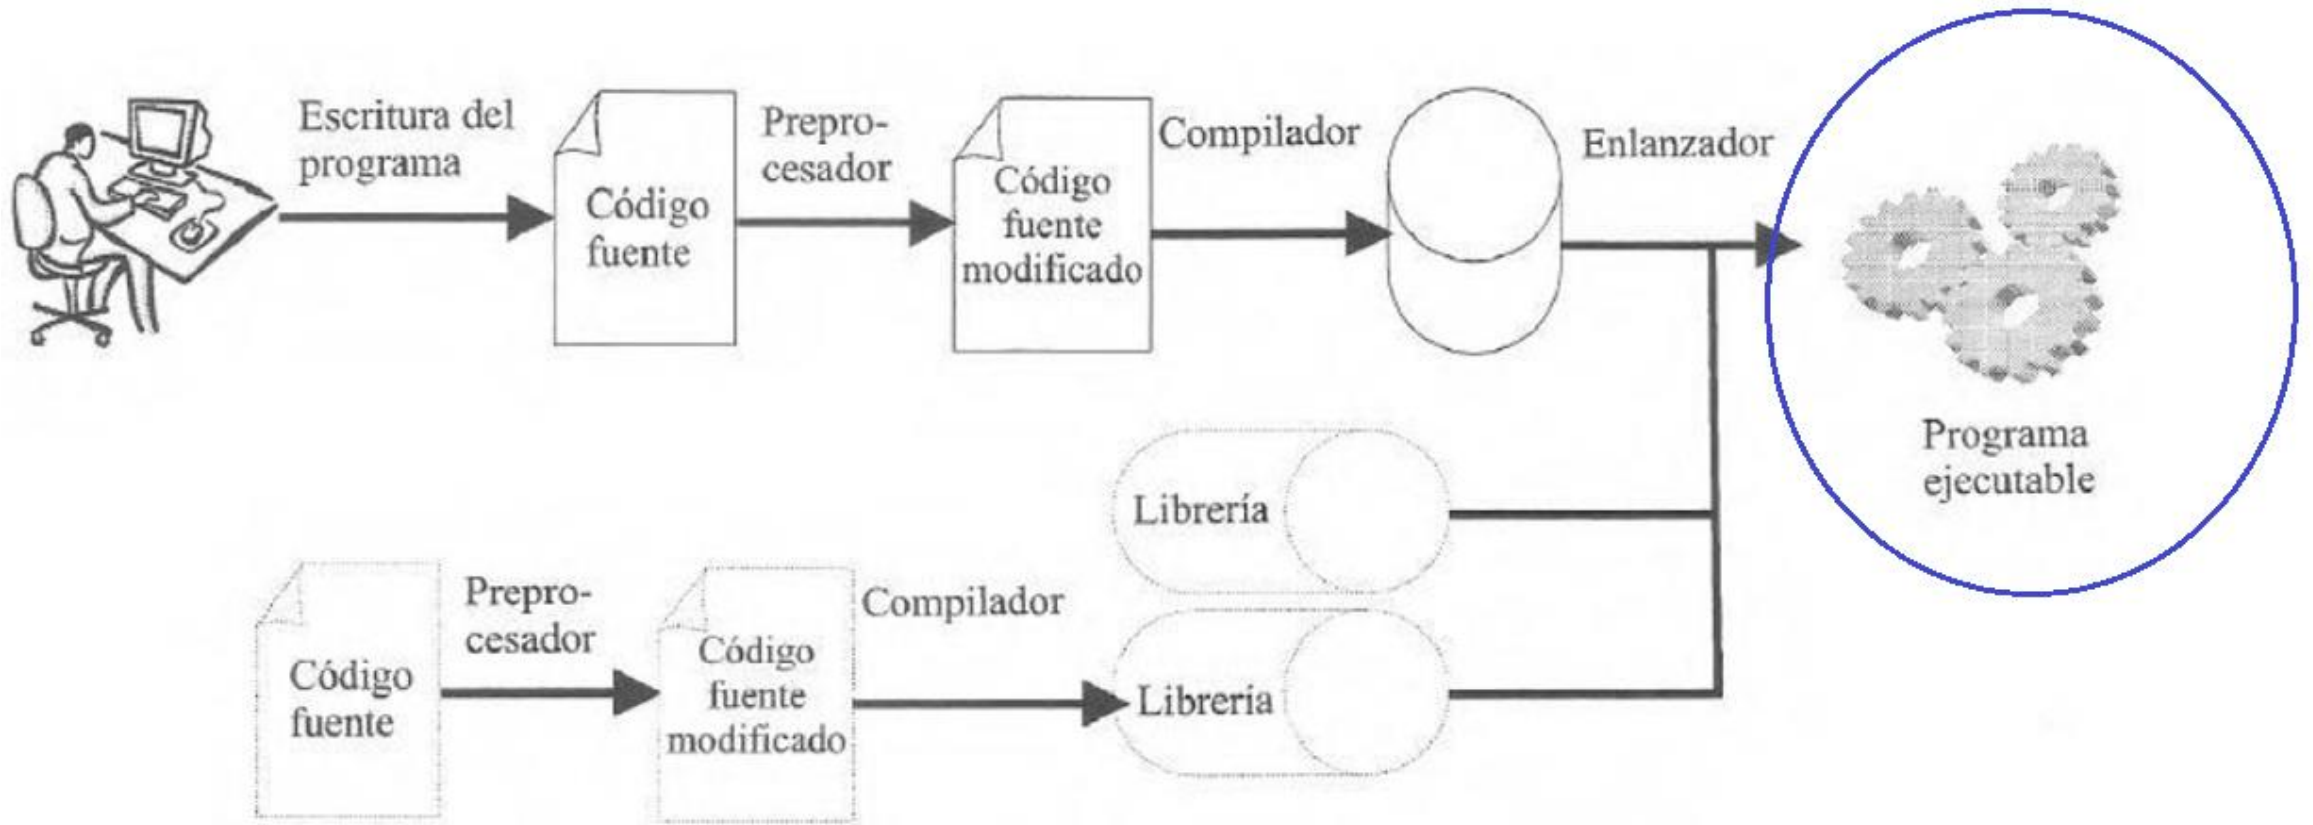 Escritura del
programa
Código
fuente
Prepro-
cesador
Código
fuente
modificado
Compilador
Enlanzador
Programa
ejecutable
Librería
Código
fuente
Prepro-
cesador
Código
fuente
modificado
Compilador
Librería